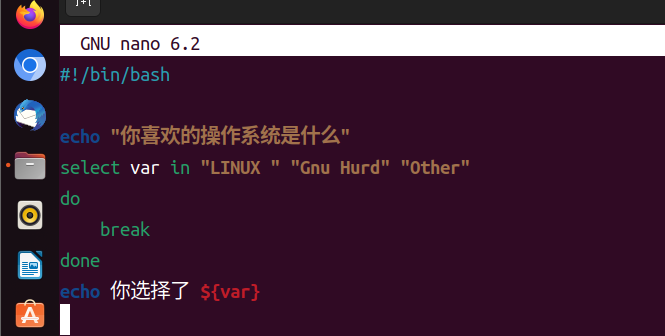 GNU nano 6.2
#!/bin/bash
echo "你喜欢的操作系统是什么"
select var in "LINUX " "Gnu Hurd" "Other"
do
    break
done
echo 你选择了 ${var}